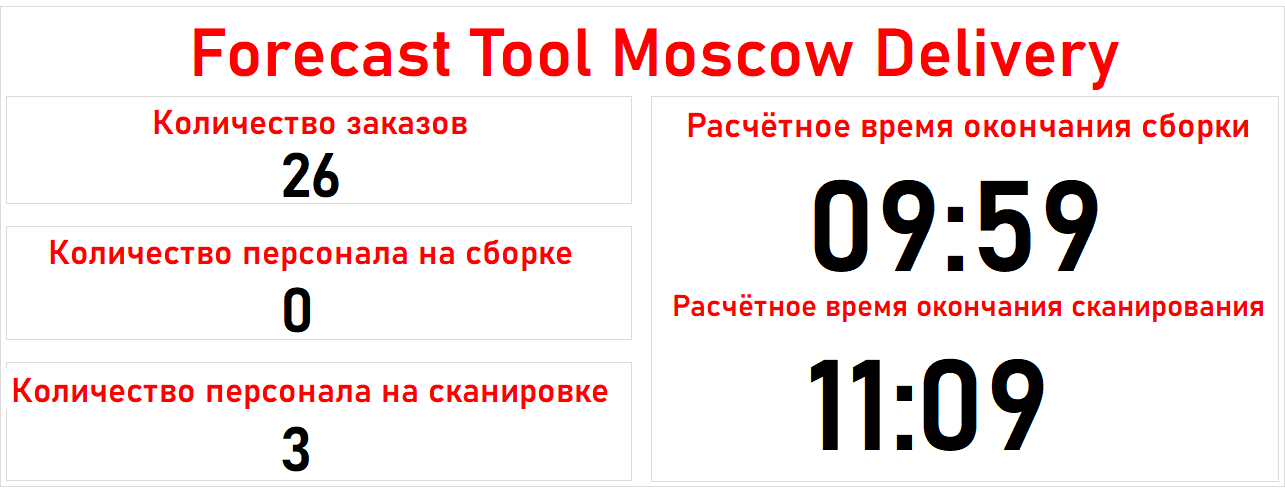 Forecast Tool Moscow Delivery
Количество заказов
26
Количество персонала на сборке
0
Количество персонала на сканировке
3
Расчётное время окончания сборки
09:59
Расчётное время окончания сканирования
11:09